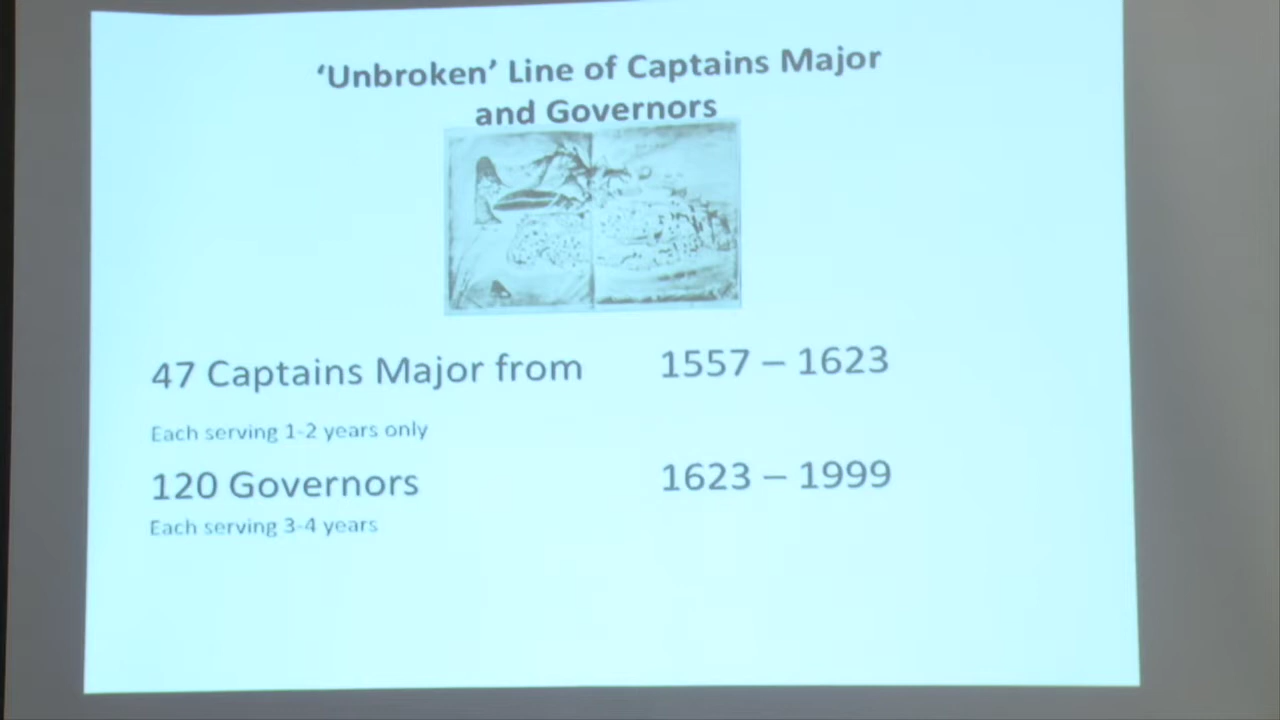 ‘Unbroken’ Line of Captains Major
and Governors
47 Captains Major from 1557 – 1623
Each serving 1-2 years only
120 Governors 1623 – 1999
Each serving 3-4 years